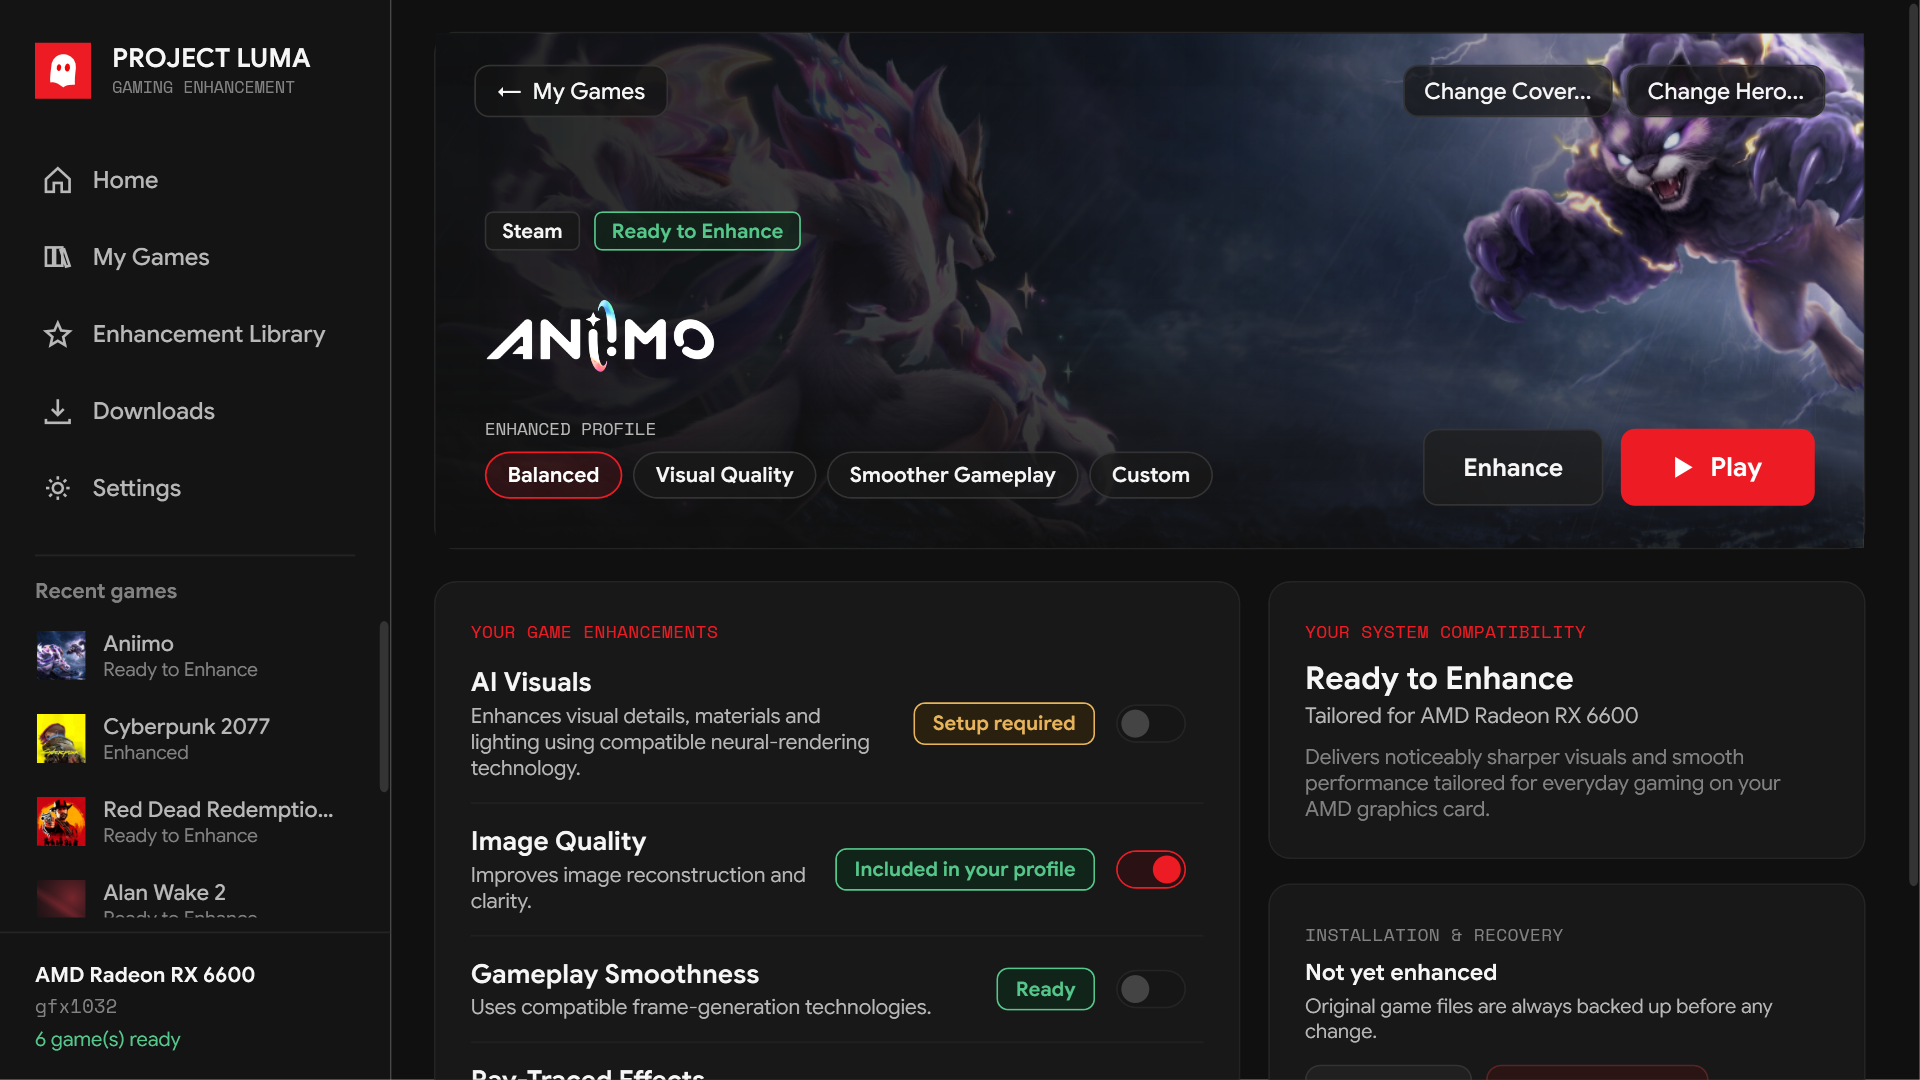 PROJECT LUMA
GAMING ENHANCEMENT
Home
My Games
Enhancement Library
Downloads
Settings
Recent games
Aniimo
Ready to Enhance
Cyberpunk 2077
Enhanced
Red Dead Redemptio...
Ready to Enhance
Alan Wake 2
Ready to Enhance
AMD Radeon RX 6600
gfx1032
6 game(s) ready
← My Games
Change Cover...
Change Hero...
Steam
Ready to Enhance
ANIIMO
ENHANCED PROFILE
Balanced
Visual Quality
Smoother Gameplay
Custom
Enhance
Play
YOUR GAME ENHANCEMENTS
AI Visuals
Enhances visual details, materials and
lighting using compatible neural-rendering
technology.
Setup required
Image Quality
Improves image reconstruction and
clarity.
Included in your profile
Gameplay Smoothness
Uses compatible frame-generation technologies.
Ready
Ray-Traced Effects
YOUR SYSTEM COMPATIBILITY
Ready to Enhance
Tailored for AMD Radeon RX 6600
Delivers noticeably sharper visuals and smooth
performance tailored for everyday gaming on your
AMD graphics card.
INSTALLATION & RECOVERY
Not yet enhanced
Original game files are always backed up before any
change.